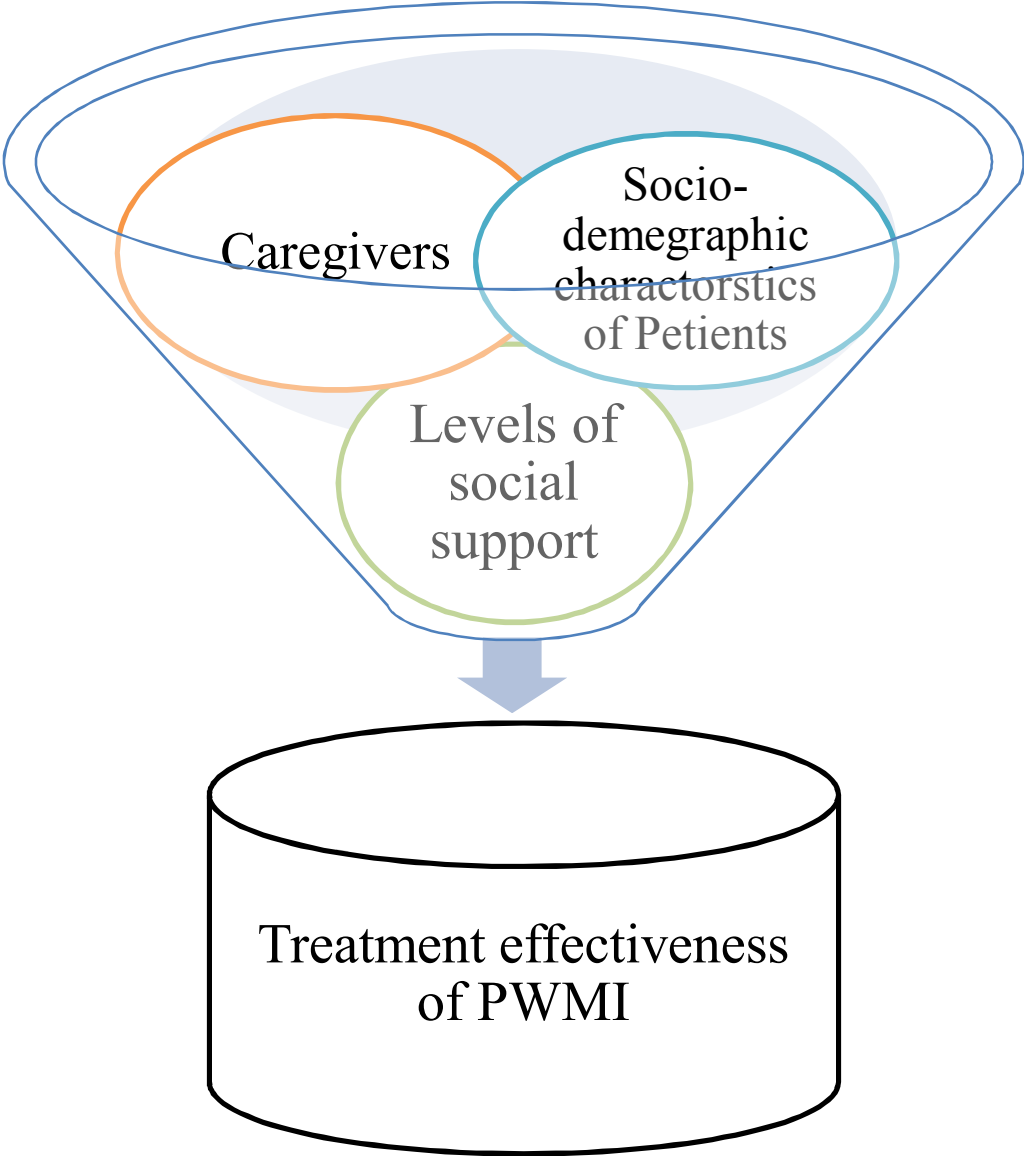 Caregivers
Socio-
demegraphic
charactorstics
of Petients
Levels of
social
support
Treatment effectiveness
of PWMI